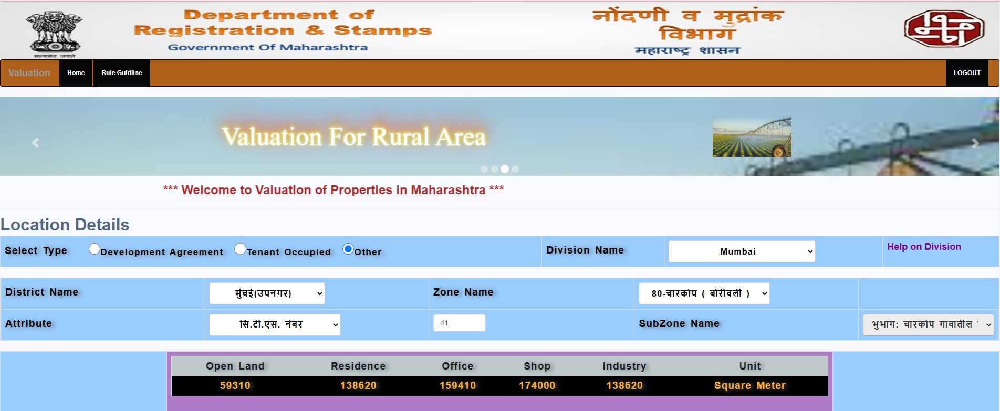 Department of
Registration & Stamps
Government Of Maharashtra
सत्यमेव जयते
नोंदणी व मुद्रांक
विभाग
महाराष्ट्र शासन
Valuation Home Rule Guidline LOGOUT
Valuation For Rural Area
*** Welcome to Valuation of Properties in Maharashtra ***
Location Details
Select Type Development Agreement Tenant Occupied Other Division Name Mumbai Help on Division
District Name मुंबई(उपनगर) Zone Name 80-चारकोप ( बोरीवली )
Attribute सि.टी.एस. नंबर 41 SubZone Name भुभाग: चारकोप गावातील
Open Land Residence Office Shop Industry Unit
59310 138620 159410 174000 138620 Square Meter